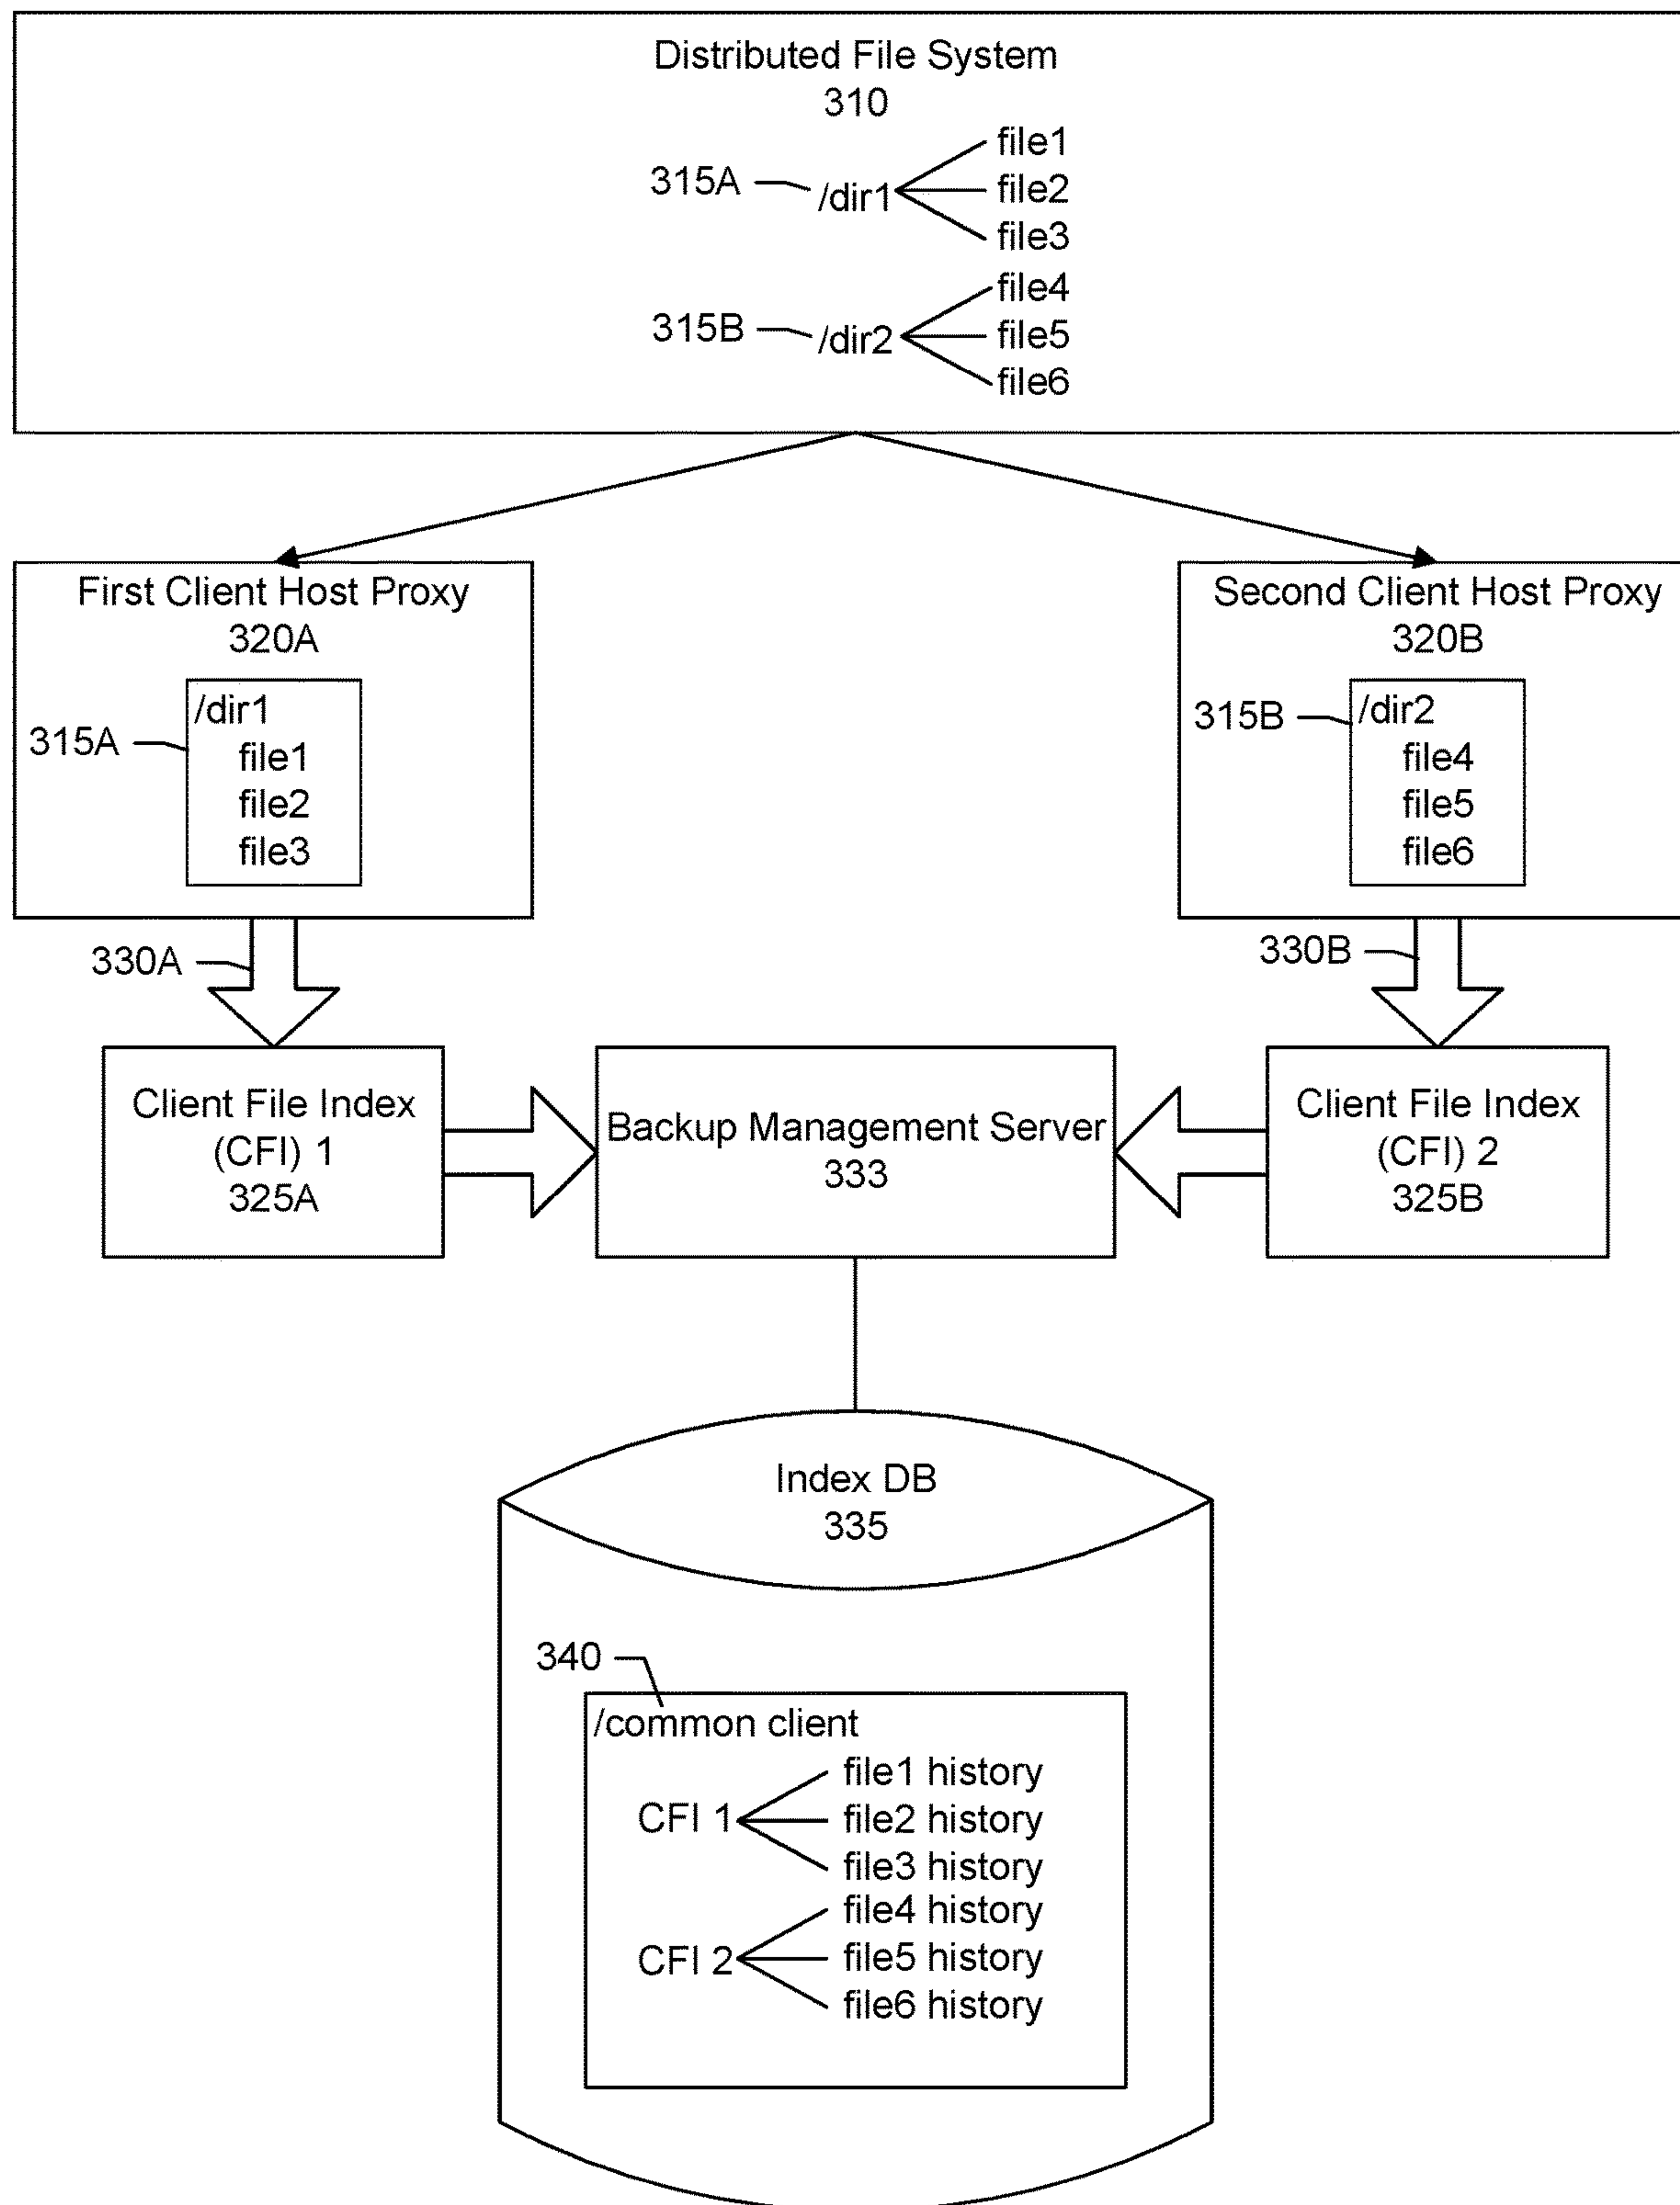 Distributed File System
310
file1
315A
/dir1
file2
file3
file4
315B
/dir2
file5
file6
First Client Host Proxy
320A
315A
/dir1
file1
file2
file3
Second Client Host Proxy
320B
315B
/dir2
file4
file5
file6
330A
330B
Client File Index
(CFI) 1
325A
Backup Management Server
333
Client File Index
(CFI) 2
325B
Index DB
335
340
/common client
file1 history
CFI 1
file2 history
file3 history
file4 history
CFI 2
file5 history
file6 history